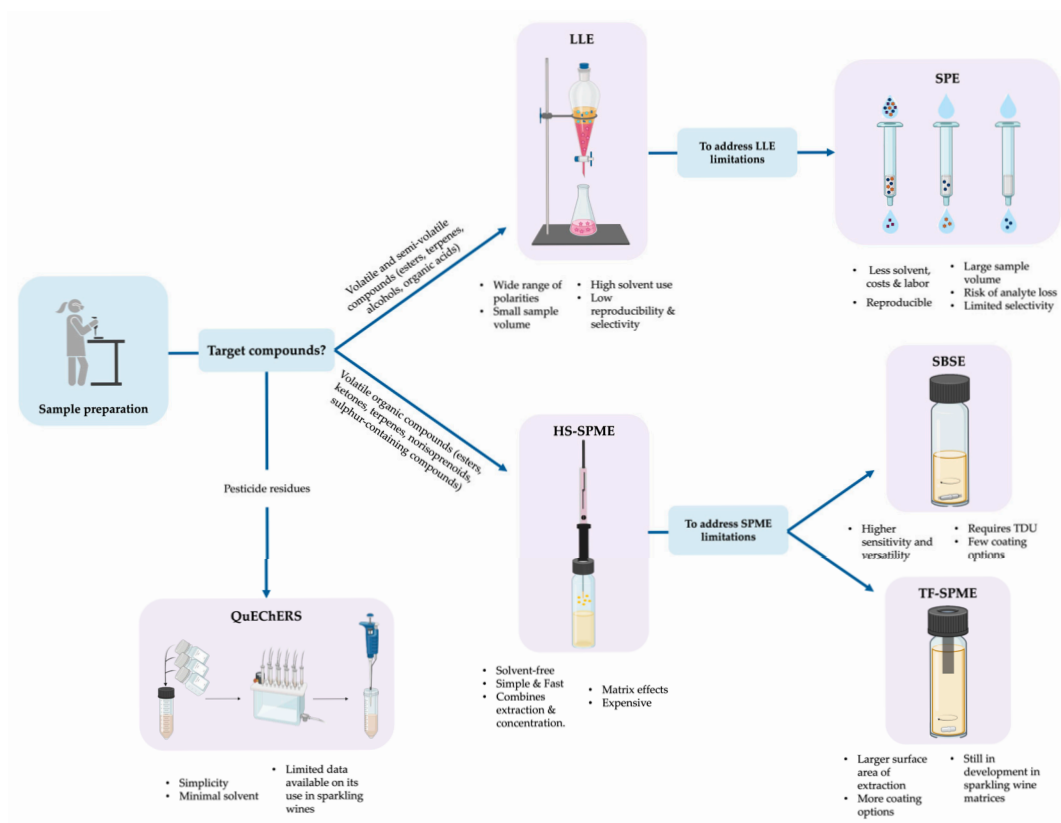 LLE
SPE
To address LLE
limitations
Volatile and semi-volatile
compounds (esters, terpenes,
alcohols, organic acids)
• Wide range of
polarities
• Small sample
volume
• High solvent use
• Low
reproducibility &
selectivity
• Less solvent,
costs & labor
• Reproducible
• Large sample
volume
• Risk of analyte loss
• Limited selectivity
Sample preparation
Target compounds?
Volatile organic compounds (esters,
ketones, terpenes, norisoprenoids,
sulphur-containing compounds)
HS-SPME
To address SPME
limitations
SBSE
• Higher
sensitivity and
versatility
• Requires TDU
• Few coating
options
TF-SPME
Pesticide residues
QuEChERS
• Solvent-free
• Simple & Fast
• Combines
extraction &
concentration.
• Matrix effects
• Expensive
• Simplicity
• Minimal solvent
• Limited data
available on its
use in sparkling
wines
• Larger surface
area of
extraction
• More coating
options
• Still in
development in
sparkling wine
matrices